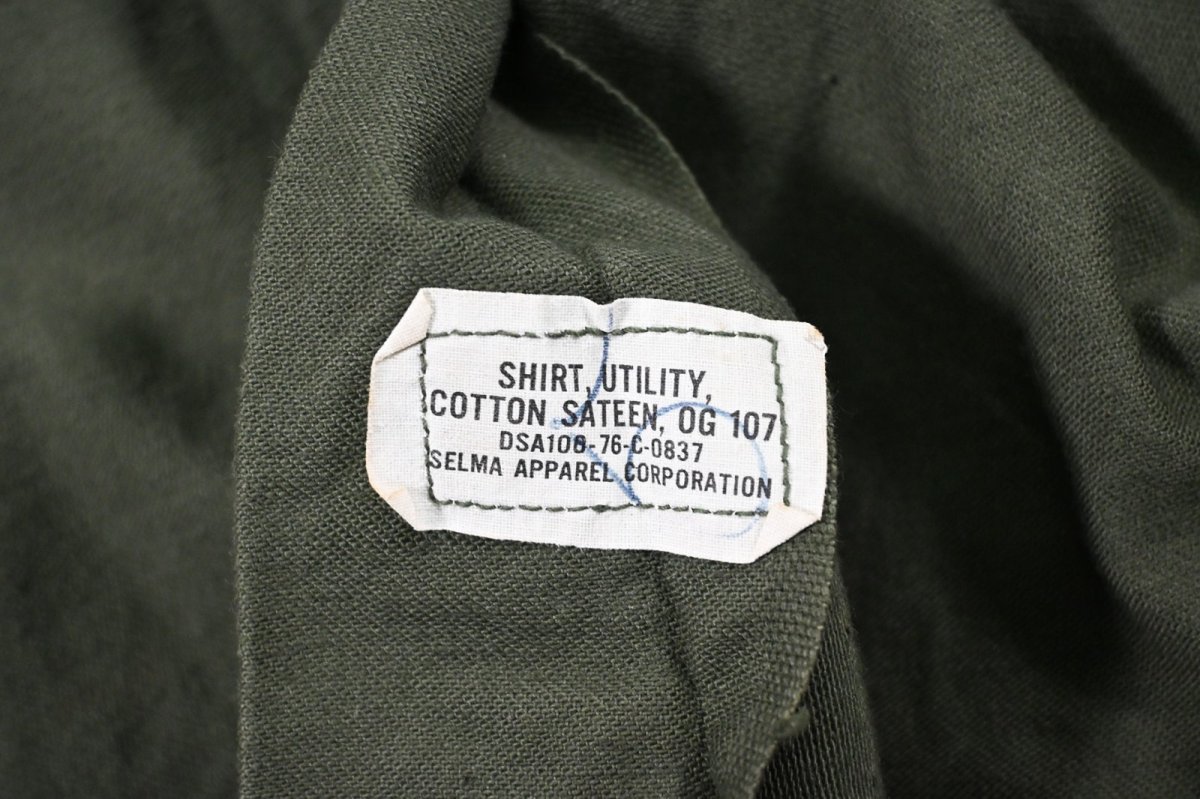 SHIRT, UTILITY,
COTTON SATEEN, OG 107
DSA100-76-C-0837
SELMA APPAREL CORPORATION